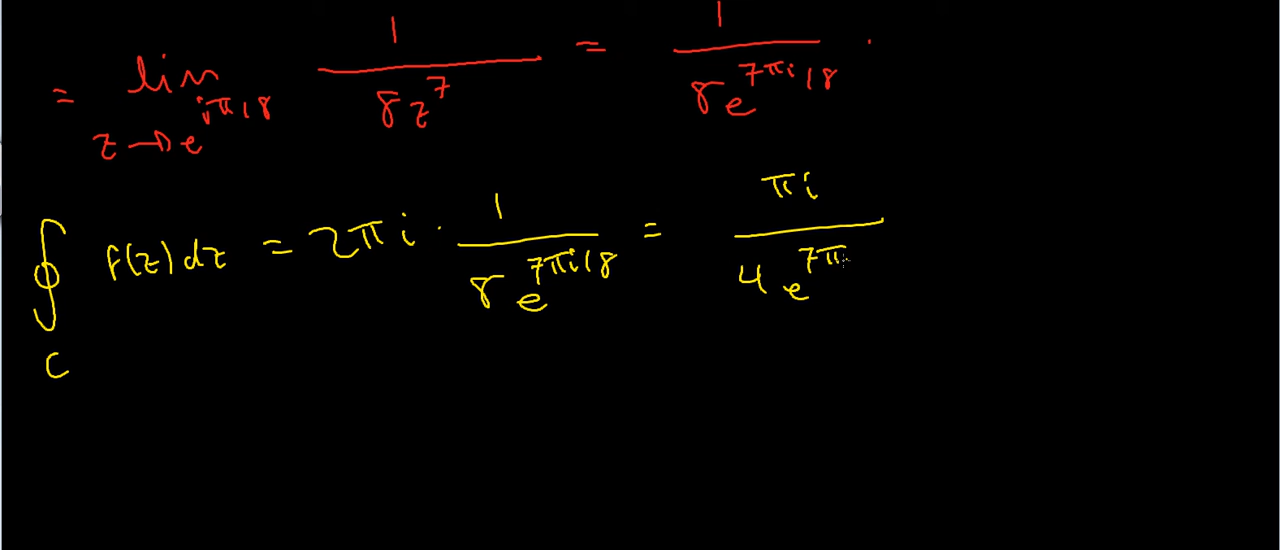 = lim_{z→e^{iπ/8}} 1/(8z^7) = 1/(8e^{7πi/8}) .
∮_C f(z)dz = 2πi · 1/(8e^{7πi/8}) = πi/(4e^{7π})